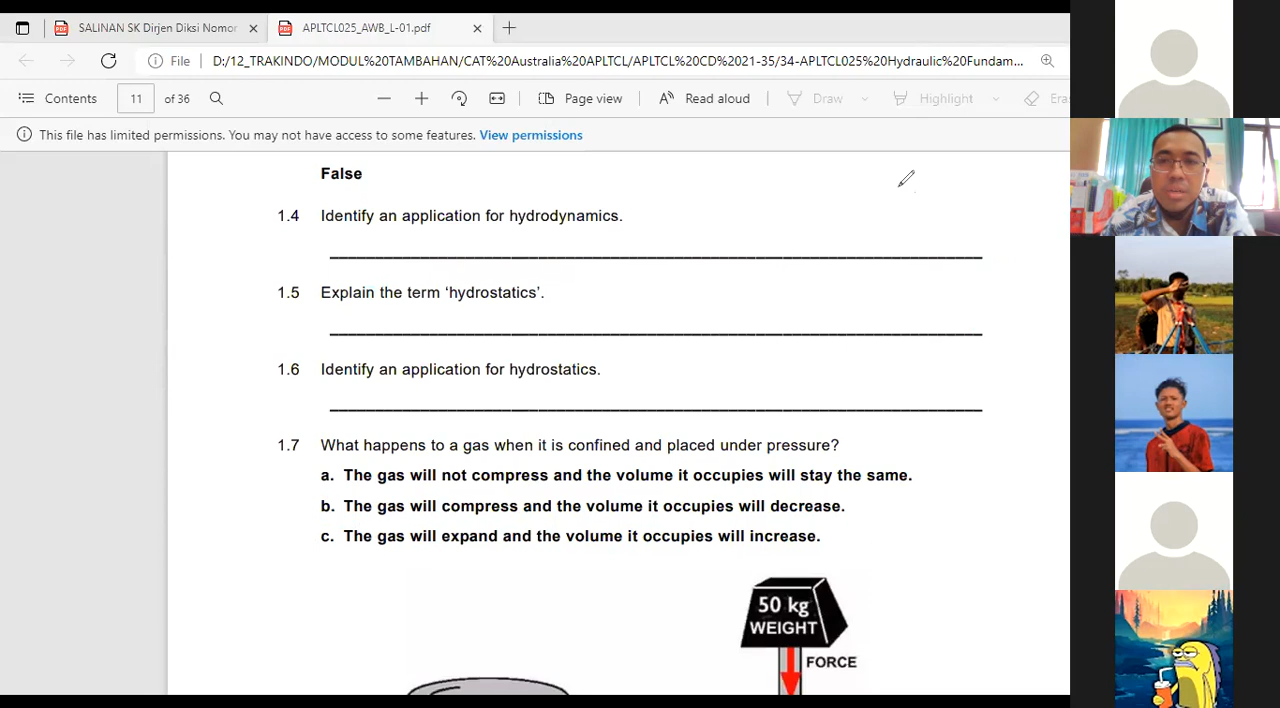 SALINAN SK Dirjen Diksi Nomor
APLTCL025_AWB_L-01.pdf
File
D:/12_TRAKINDO/MODUL%20TAMBAHAN/CAT%20Australia%20APLTCL/APLTCL%20CD%2021-35/34-APLTCL025%20Hydraulic%20Fundam...
Contents
11 of 36
Page view
Read aloud
Draw
Highlight
Eras
This file has limited permissions. You may not have access to some features. View permissions
False
1.4 Identify an application for hydrodynamics.
1.5 Explain the term ‘hydrostatics’.
1.6 Identify an application for hydrostatics.
1.7 What happens to a gas when it is confined and placed under pressure?
a. The gas will not compress and the volume it occupies will stay the same.
b. The gas will compress and the volume it occupies will decrease.
c. The gas will expand and the volume it occupies will increase.
50 kg
WEIGHT
FORCE